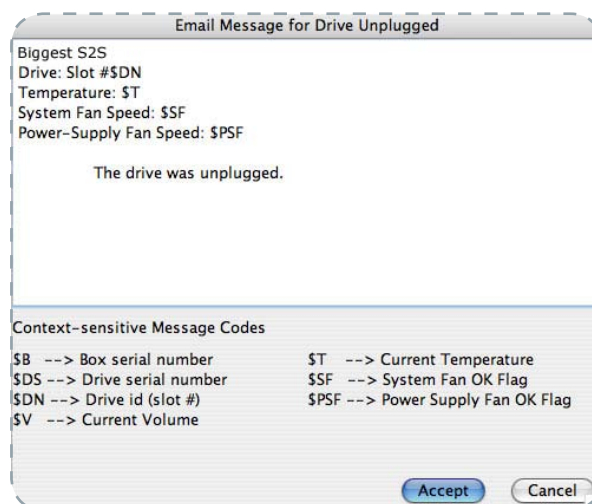 Email Message for Drive Unplugged
Biggest S2S
Drive: Slot #$DN
Temperature: $T
System Fan Speed: $SF
Power-Supply Fan Speed: $PSF
The drive was unplugged.
Context-sensitive Message Codes
$B --> Box serial number
$DS --> Drive serial number
$DN --> Drive id (slot #)
$V --> Current Volume
$T --> Current Temperature
$SF --> System Fan OK Flag
$PSF --> Power Supply Fan OK Flag
Accept
Cancel